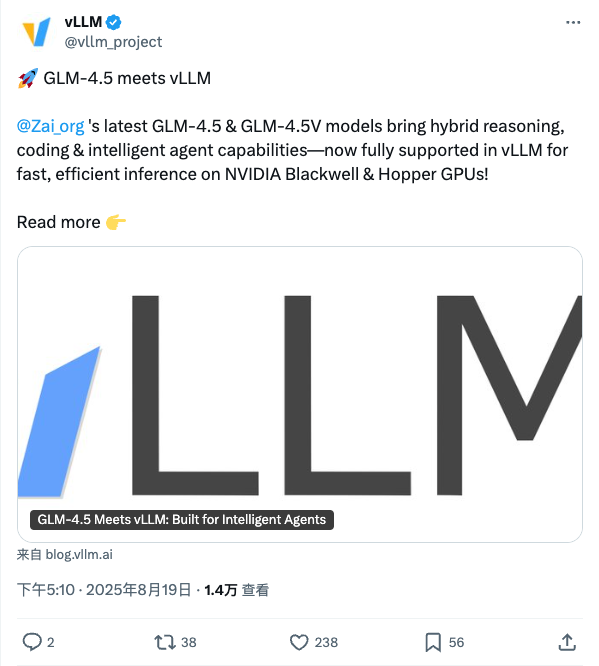 vLLM
@vllm_project
🚀 GLM-4.5 meets vLLM
@Zai_org 's latest GLM-4.5 & GLM-4.5V models bring hybrid reasoning,
coding & intelligent agent capabilities—now fully supported in vLLM for
fast, efficient inference on NVIDIA Blackwell & Hopper GPUs!
Read more 👉
LLM
GLM-4.5 Meets vLLM: Built for Intelligent Agents
来自 blog.vllm.ai
下午5:10 · 2025年8月19日 · 1.4万 查看
2 38 238 56